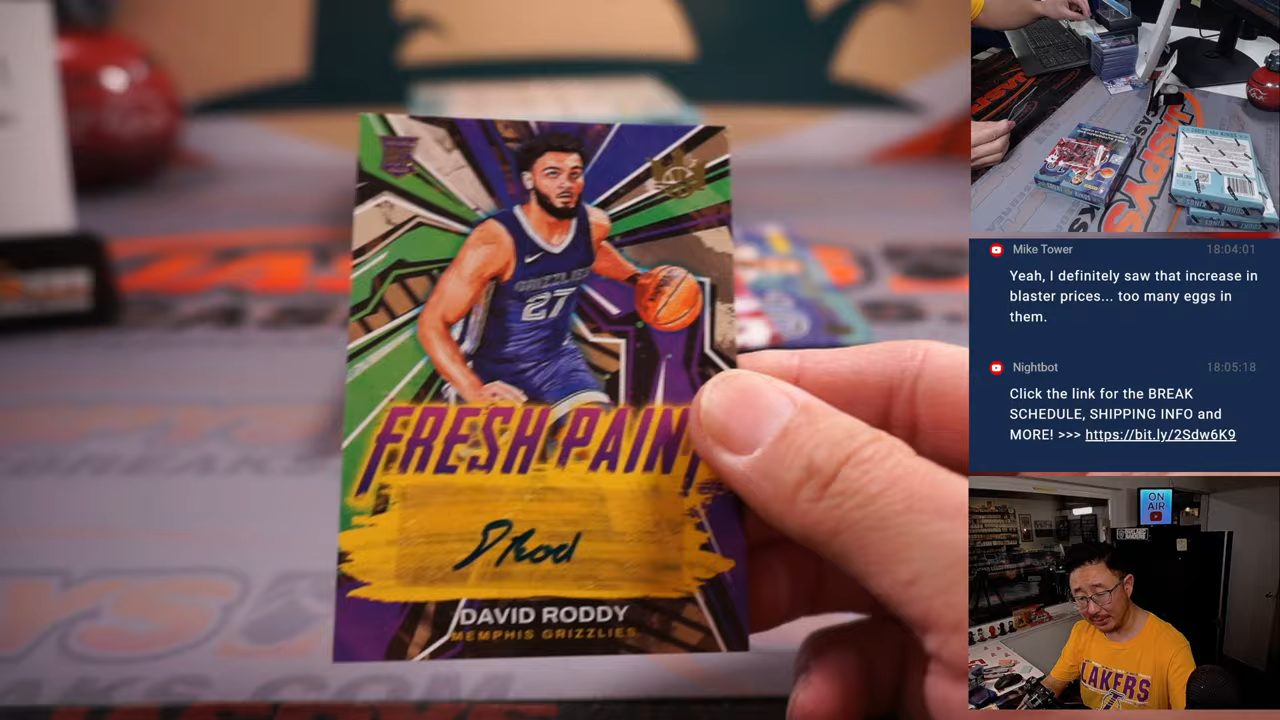 GRIZZLIES
27
FRESH PAINT
DRod
DAVID RODDY
MEMPHIS GRIZZLIES
JASPYS
Mike Tower 18:04:01
Yeah, I definitely saw that increase in
blaster prices... too many eggs in
them.
Nightbot 18:05:18
Click the link for the BREAK
SCHEDULE, SHIPPING INFO and
MORE! >>> https://bit.ly/2Sdw6K9
ON
AIR
LAKERS